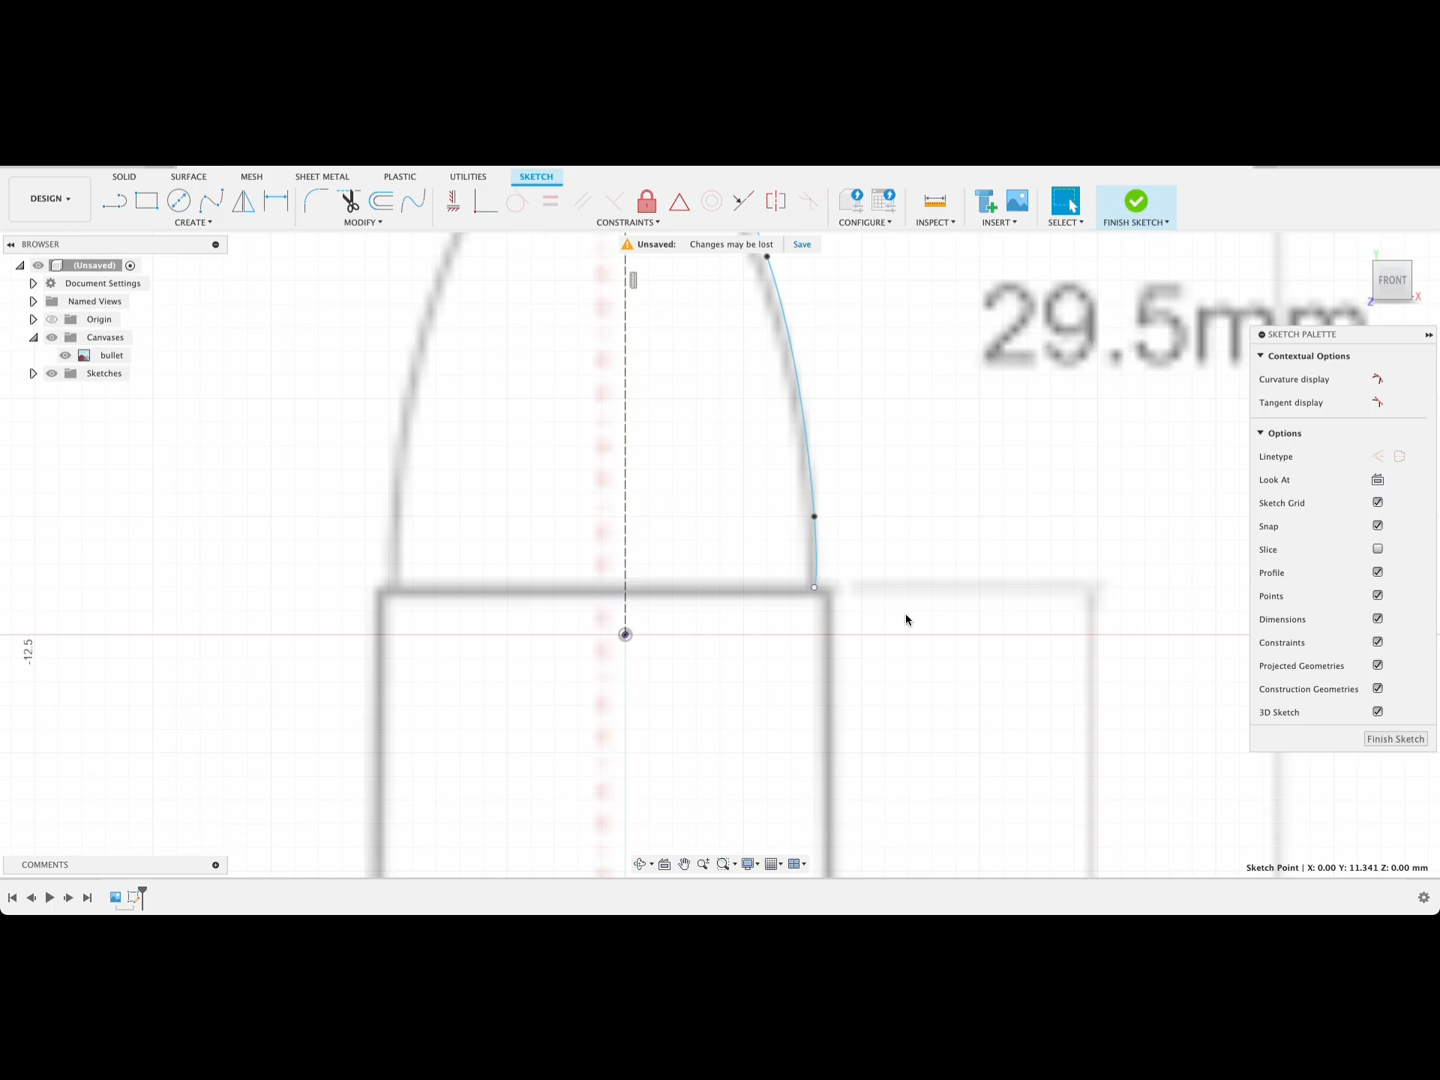 SOLID SURFACE MESH SHEET METAL PLASTIC UTILITIES SKETCH
DESIGN
CREATE MODIFY CONSTRAINTS CONFIGURE INSPECT INSERT SELECT FINISH SKETCH
BROWSER
Unsaved: Changes may be lost Save
(Unsaved)
Document Settings
Named Views
Origin
Canvases
bullet
Sketches
FRONT
Y
X
Z
29.5mm
SKETCH PALETTE
Contextual Options
Curvature display
Tangent display
Options
Linetype
Look At
Sketch Grid
Snap
Slice
Profile
Points
Dimensions
Constraints
Projected Geometries
Construction Geometries
3D Sketch
Finish Sketch
-12.5
COMMENTS
Sketch Point | X: 0.00 Y: 11.341 Z: 0.00 mm